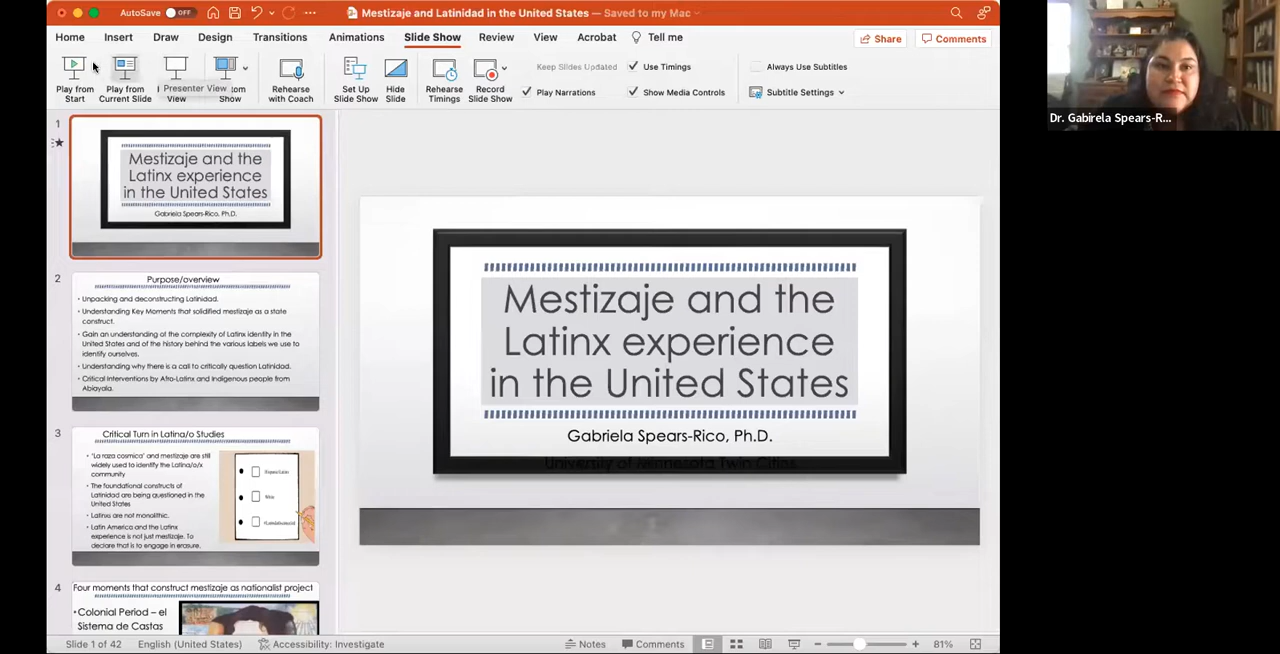 AutoSave OFF
Mestizaje and Latinidad in the United States — Saved to my Mac
Home Insert Draw Design Transitions Animations Slide Show Review View Acrobat Tell me
Share Comments
Play from Start
Play from Current Slide
Presenter View
View
Show
Rehearse with Coach
Set Up Slide Show
Hide Slide
Rehearse Timings
Record Slide Show
Keep Slides Updated
Use Timings
Play Narrations
Show Media Controls
Always Use Subtitles
Subtitle Settings
Dr. Gabirela Spears-R...
1
Mestizaje and the
Latinx experience
in the United States
Gabriela Spears-Rico, Ph.D.
2
Purpose/overview
• Unpacking and deconstructing Latinidad.
• Understanding Key Moments that solidified mestizaje as a state
construct.
• Gain an understanding of the complexity of Latinx identity in the
United States and of the history behind the various labels we use to
identify ourselves.
• Understanding why there is a call to critically question Latinidad.
• Critical Interventions by Afro-Latinx and Indigenous people from
Abiayala.
3
Critical Turn in Latina/o Studies
• 'La raza cosmica' and mestizaje are still
widely used to identify the Latina/o/x
community
• The foundational constructs of
Latinidad are being questioned in the
United States
• Latinxs are not monolithic.
• Latin America and the Latinx
experience is not just mestizaje. To
declare that is to engage in erasure.
4
Four moments that construct mestizaje as nationalist project
• Colonial Period – el
Sistema de Castas
Mestizaje and the
Latinx experience
in the United States
Gabriela Spears-Rico, Ph.D.
University of Minnesota Twin Cities
Slide 1 of 42 English (United States) Accessibility: Investigate Notes Comments 81%